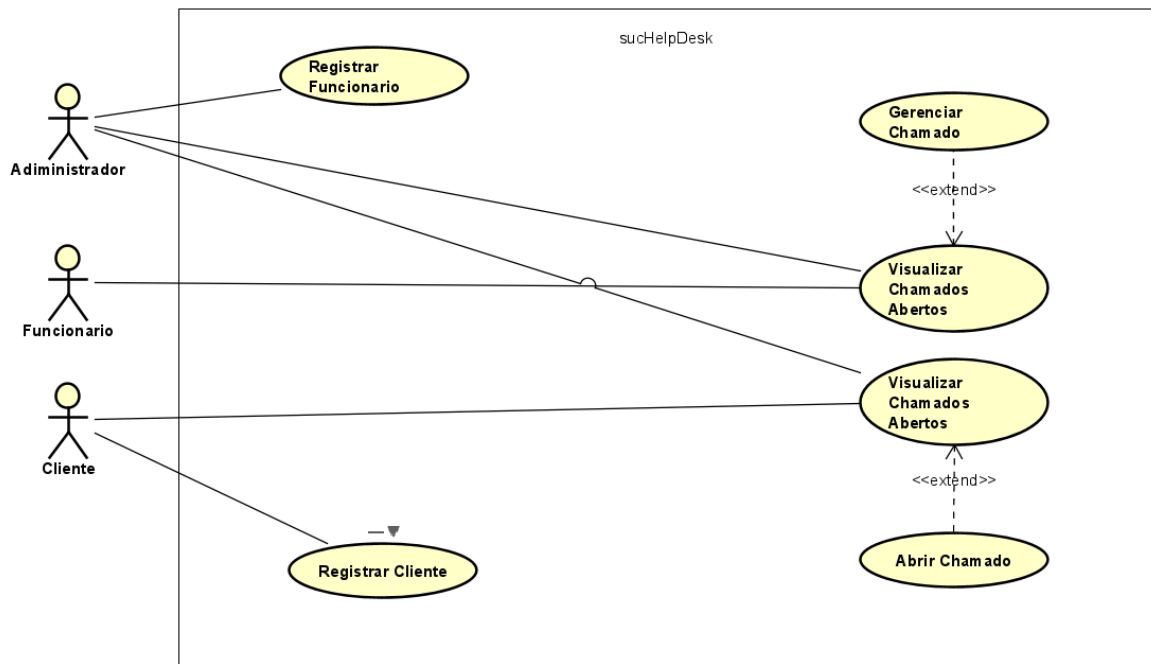 sucHelpDesk
Registrar
Funcionario
Adiministrador
Gerenciar
Chamado
<<extend>>
Visualizar
Chamados
Abertos
Funcionario
Visualizar
Chamados
Abertos
Cliente
<<extend>>
Registrar Cliente
Abrir Chamado